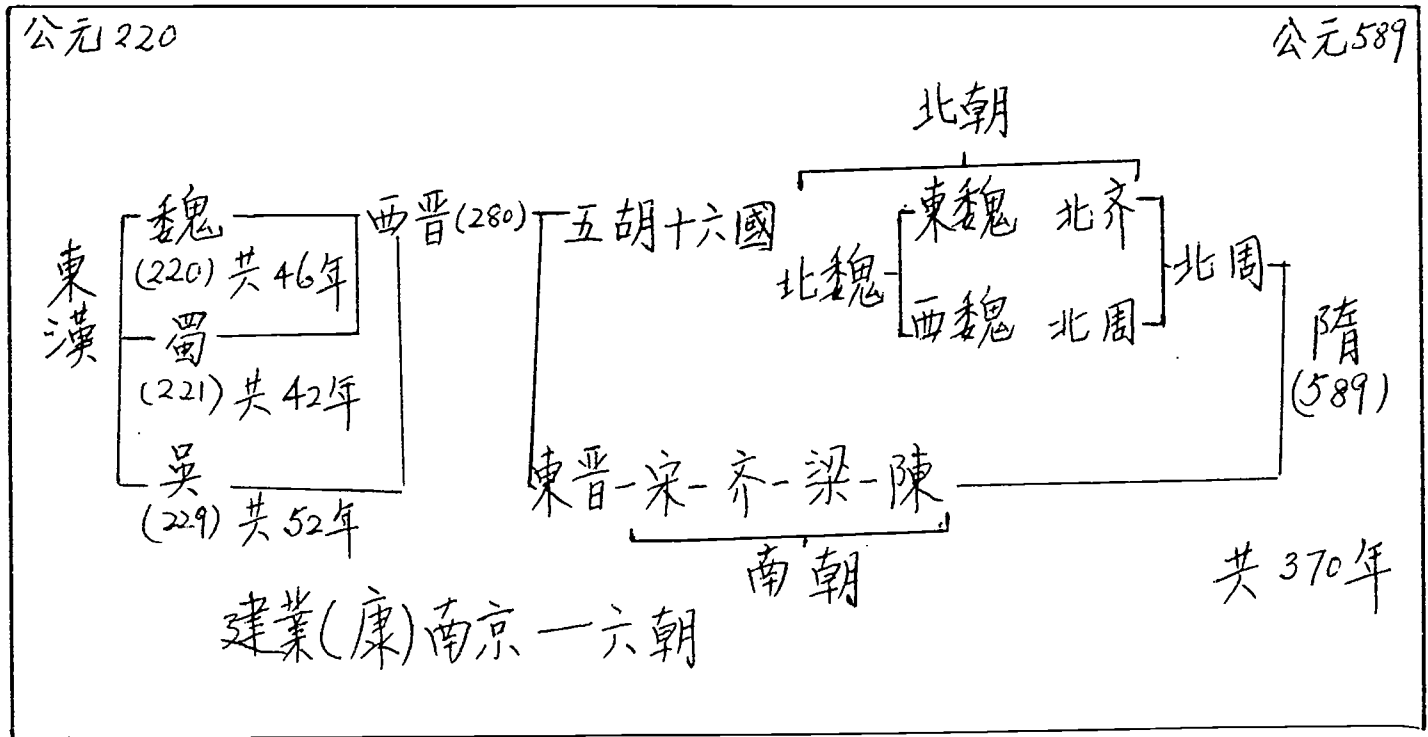 公元220
公元589
北朝
東漢
魏
(220) 共46年
蜀
(221) 共42年
吳
(229) 共52年
西晋(280)
五胡十六國
北魏
東魏 北齐
西魏 北周
北周
隋
(589)
東晋-宋-齐-梁-陳
南朝
共370年
建業(康)南京一六朝